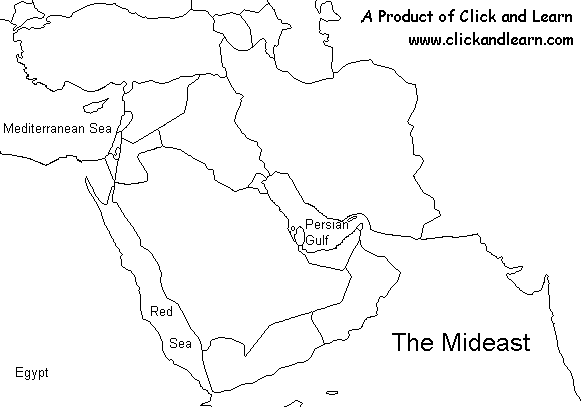 A Product of Click and Learn
www.clickandlearn.com
Mediterranean Sea
Persian
Gulf
Red
Sea
The Mideast
Egypt